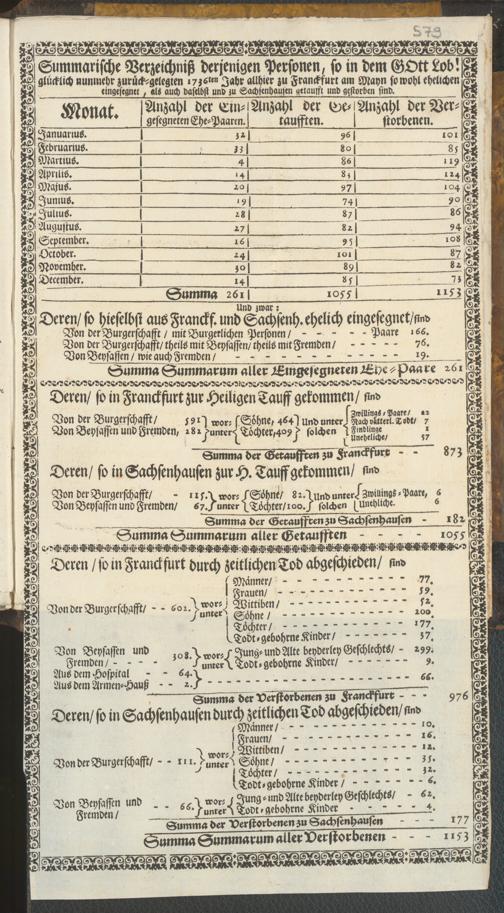 579
Summarische Verzeichniß derjenigen Personen, so in dem GOtt Lob!
glücklich nunmehr zurück-gelegten 1736ten Jahr allhier zu Franckfurt am Mayn so wohl ehelichen
eingesegnet, als auch daselbst und zu Sachsenhausen getaufft und gestorben sind.
Monat. Anzahl der Ein- Anzahl der Ge- Anzahl der Ver-
gesegneten Ehe-Paaren. taufften. storbenen.
Januarius. 32 96 101
Februarius. 33 80 85
Martius. 4 86 119
Aprilis. 14 83 124
Majus. 20 97 104
Junius. 19 74 90
Julius. 28 87 86
Augustus. 27 82 94
September. 16 95 108
October. 24 101 87
November. 30 89 82
December. 14 85 73
Summa 261 1055 1153
Und zwar:
Deren/ so hieselbst aus Franckf. und Sachsenh. ehelich eingesegnet/sind
Von der Burgerschafft / mit Burgerlichen Personen / - - - - - Paare 166.
Von der Burgerschafft/ theils mit Beysassen/ theils mit Fremden/ - - - - - 76.
Von Beysassen / wie auch Fremden/ - - - - - - - 19.
Summa Summarum aller Eingesegneten Ehe-Paare 261
Deren/ so in Franckfurt zur Heiligen Tauff gekommen/ sind
Von der Burgerschafft/ 591 wor- Söhne, 464 Und unter Zwillings-Paare/ 22
Von Beysassen und Fremden, 282 unter Töchter, 409 solchen Nach vätterl. Todt/ 7
Findlinge 1
Uneheliche/ 57
Summa der Getaufften zu Franckfurt - - 873
Deren/ so in Sachsenhausen zur H. Tauff gekommen/ sind
Von der Burgerschafft/ - 115. wor- Söhne/ 82. Und unter Zwillings-Paare, 6
Von Beysassen und Fremden/ 67. unter Töchter/100. solchen Unehliche. 6
Summa der Getaufften zu Sachsenhausen - 182
Summa Summarum aller Getaufften - - 1055
Deren/ so in Franckfurt durch zeitlichen Tod abgeschieden/ sind
Männer/ - - - - - - 77.
Frauen/ - - - - - - 59.
Von der Burgerschafft/ - - 602. wor- Wittiben/ - - - - - - 52.
unter Söhne / - - - - - - 200.
Töchter/ - - - - - - 177.
Todt-gebohrne Kinder/ - - - - 37.
Von Beysassen und 308. wor- Jung-und Alte beyderley Geschlechts/ - 299.
Fremden/ - - - - unter Todt-gebohrne Kinder/ - - - - 9.
Aus dem Hospital - 64.
Aus dem Armen-Hauß - 2. - - - - - 66.
Summa der Verstorbenen zu Franckfurt - - - 976
Deren/ so in Sachsenhausen durch zeitlichen Tod abgeschieden/ sind
Männer/ - - - - - - 10.
Frauen/ - - - - - - 16.
Von der Burgerschafft/ - - 111. wor- Wittiben / - - - - - - 12.
unter Söhne/ - - - - - - 35.
Töchter/ - - - - - - 32.
Todt-gebohrne Kinder / - - - - 6.
Von Beysassen und - 66. wor- Jung-und Alte beyderley Geschlechts/ 62.
Fremden/ unter Todt-gebohrne Kinder - - - - 4.
Summa der Verstorbenen zu Sachsenhausen - - 177
Summa Summarum aller Verstorbenen - - - 1153